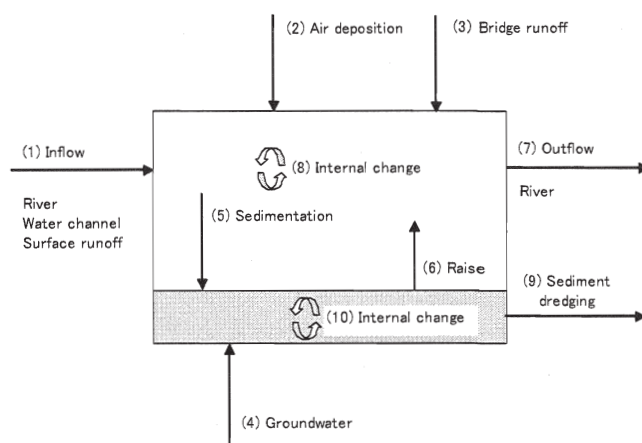 (2) Air deposition
(3) Bridge runoff
(1) Inflow
(7) Outflow
(8) Internal change
River
Water channel
Surface runoff
River
(5) Sedimentation
(6) Raise
(9) Sediment
dredging
(10) Internal change
(4) Groundwater